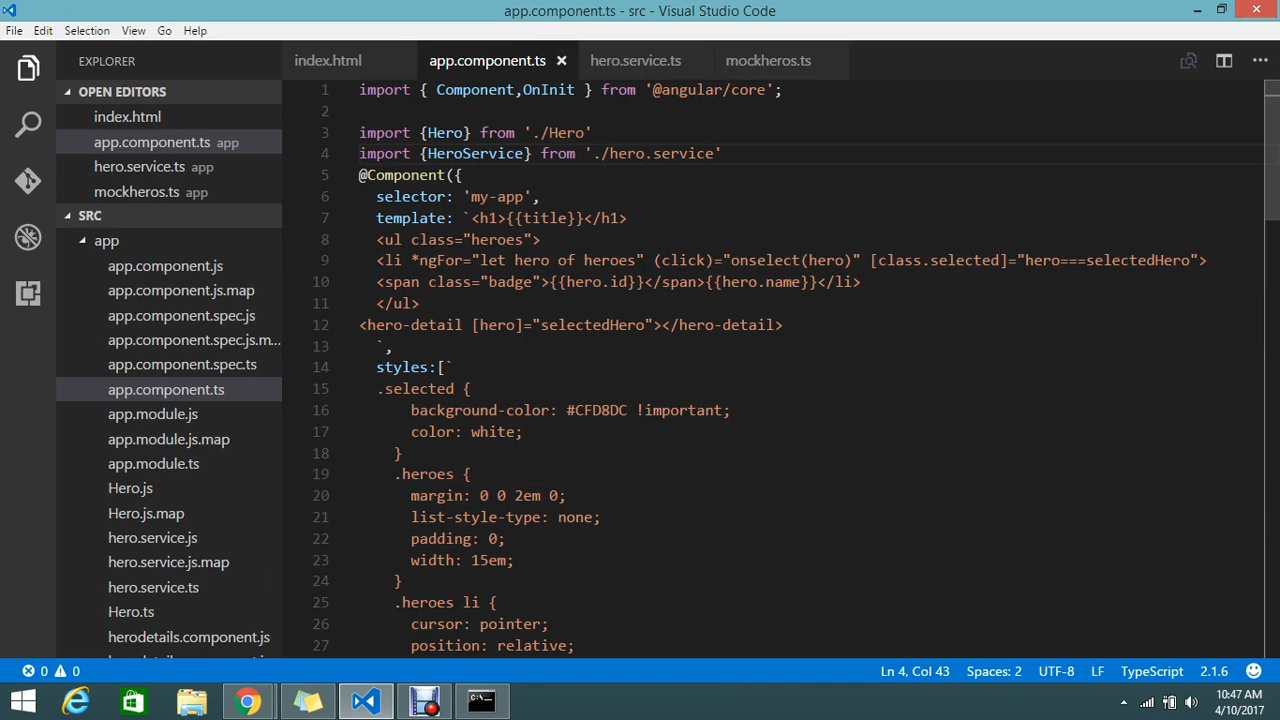 app.component.ts - src - Visual Studio Code
File Edit Selection View Go Help
EXPLORER
index.html
app.component.ts
hero.service.ts
mockheros.ts
OPEN EDITORS
index.html
app.component.ts app
hero.service.ts app
mockheros.ts app
SRC
app
app.component.js
app.component.js.map
app.component.spec.js
app.component.spec.js.m...
app.component.spec.ts
app.component.ts
app.module.js
app.module.js.map
app.module.ts
Hero.js
Hero.js.map
hero.service.js
hero.service.js.map
hero.service.ts
Hero.ts
herodetails.component.js
1 import { Component,OnInit } from '@angular/core';
2
3 import {Hero} from './Hero'
4 import {HeroService} from './hero.service'
5 @Component({
6 selector: 'my-app',
7 template: `<h1>{{title}}</h1>
8 <ul class="heroes">
9 <li *ngFor="let hero of heroes" (click)="onselect(hero)" [class.selected]="hero===selectedHero">
10 <span class="badge">{{hero.id}}</span>{{hero.name}}</li>
11 </ul>
12 <hero-detail [hero]="selectedHero"></hero-detail>
13 `,
14 styles:[`
15 .selected {
16 background-color: #CFD8DC !important;
17 color: white;
18 }
19 .heroes {
20 margin: 0 0 2em 0;
21 list-style-type: none;
22 padding: 0;
23 width: 15em;
24 }
25 .heroes li {
26 cursor: pointer;
27 position: relative;
0 0
Ln 4, Col 43 Spaces: 2 UTF-8 LF TypeScript 2.1.6
10:47 AM
4/10/2017